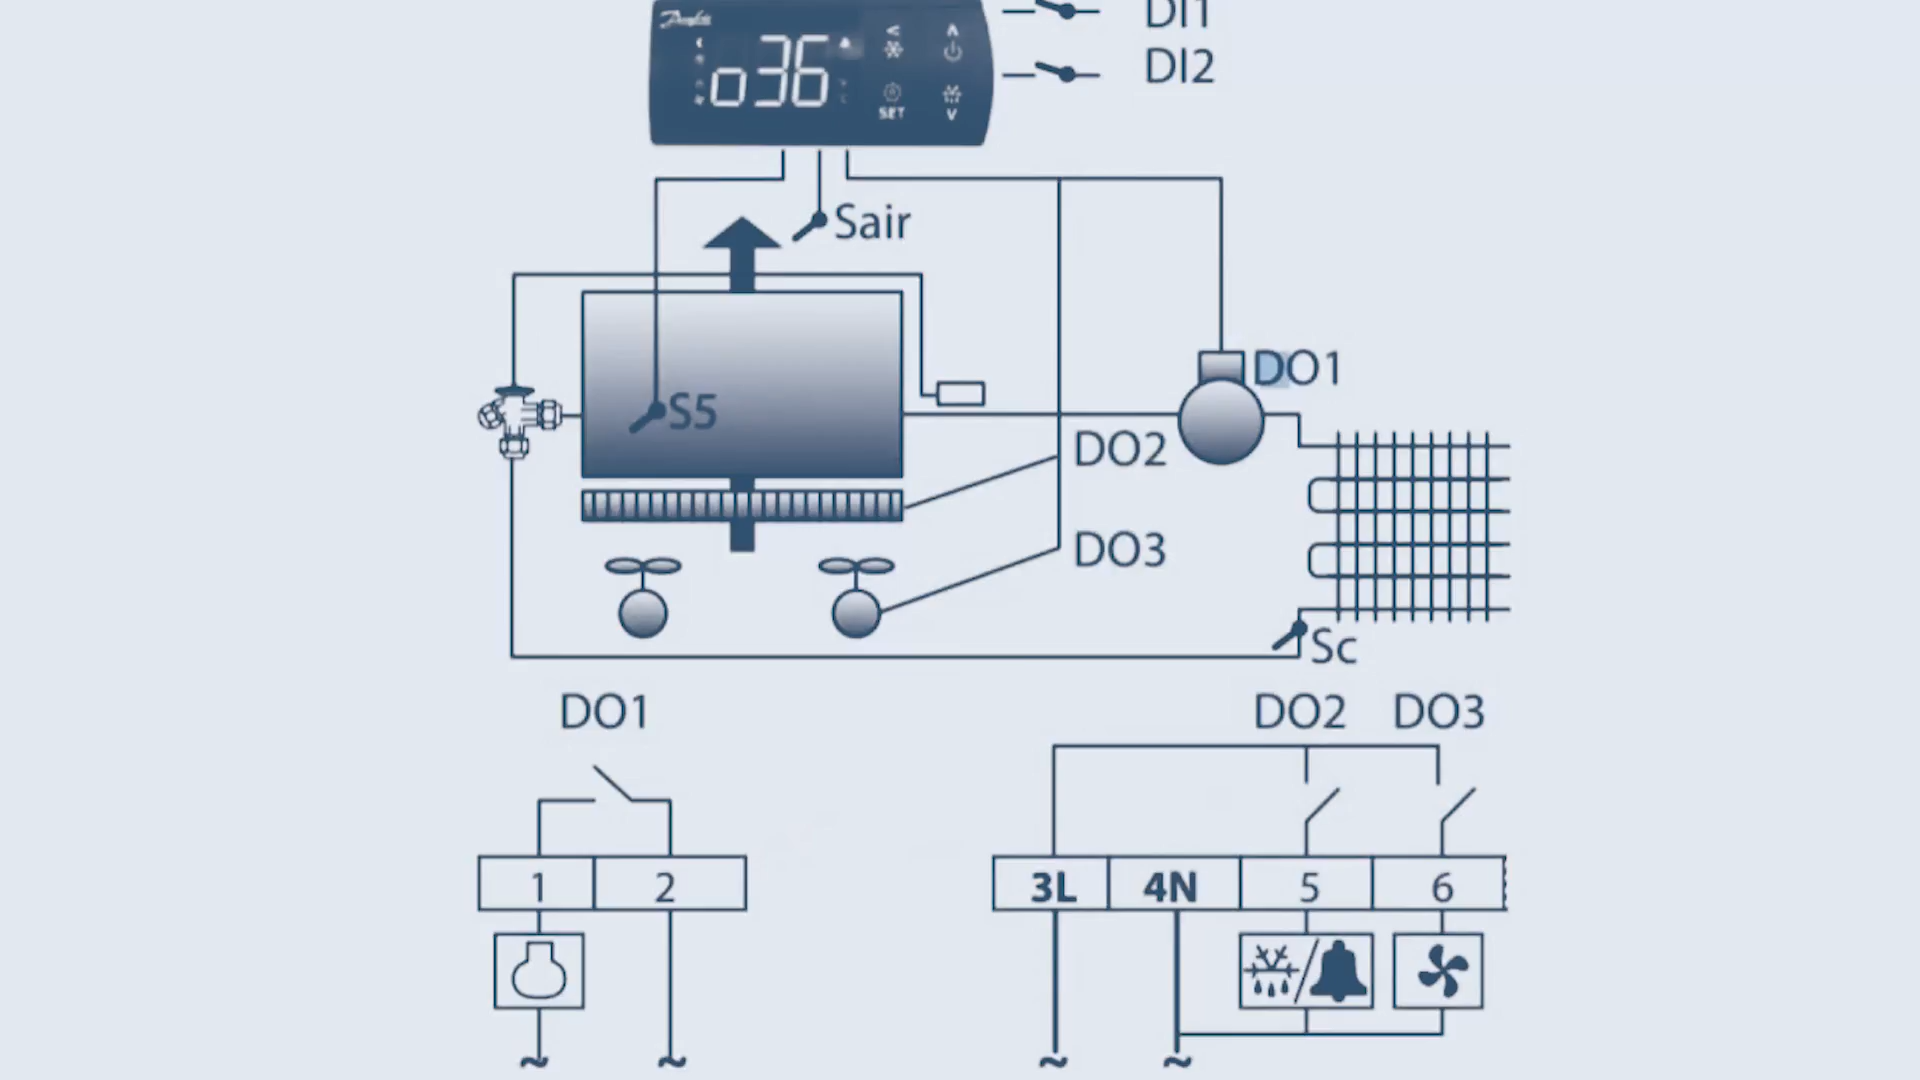 DI1
Danfoss
o36
DI2
SET
Sair
DO1
S5
DO2
DO3
Sc
DO1
DO2 DO3
1 2
3L 4N 5 6
~ ~ ~ ~